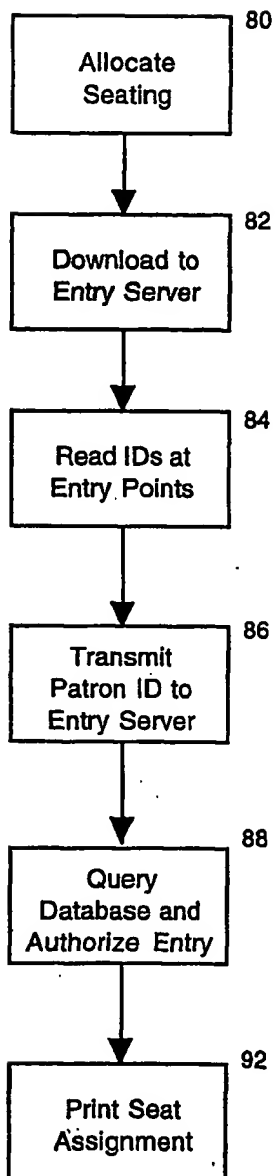 80
Allocate
Seating
82
Download to
Entry Server
84
Read IDs at
Entry Points
86
Transmit
Patron ID to
Entry Server
88
Query
Database and
Authorize Entry
92
Print Seat
Assignment